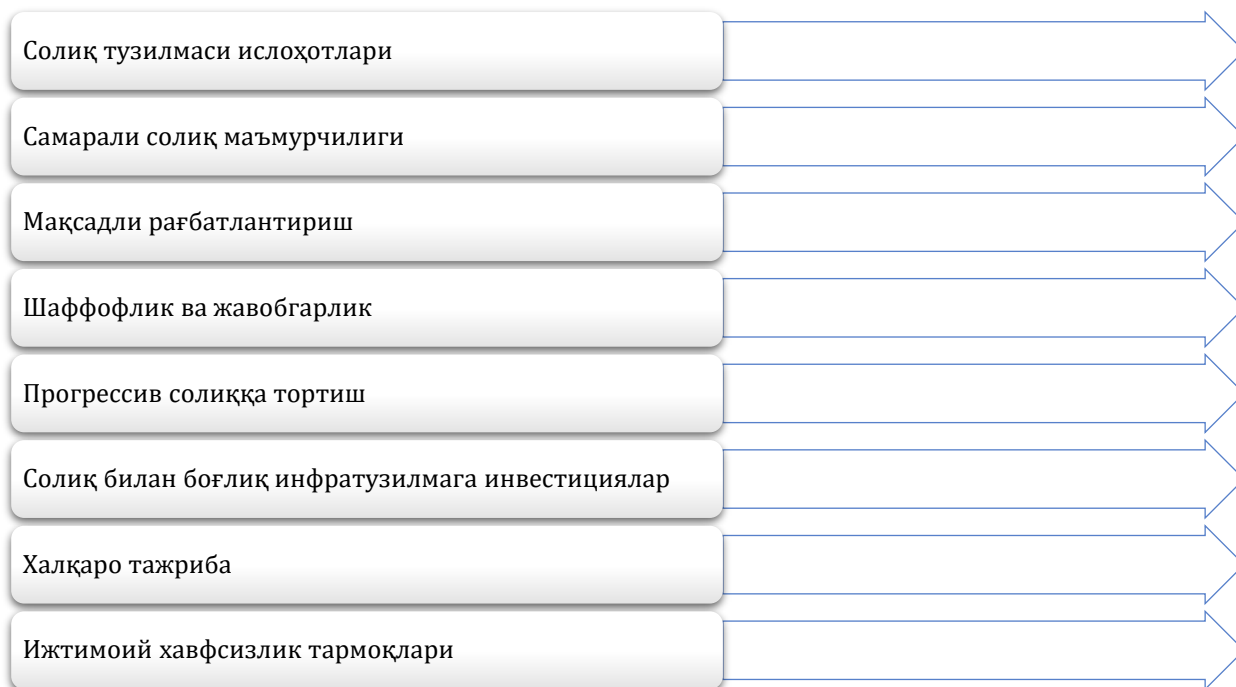 Солиқ тузилмаси ислоҳотлари
Самарали солиқ маъмурчилиги
Мақсадли рағбатлантириш
Шаффофлик ва жавобгарлик
Прогрессив солиққа тортиш
Солиқ билан боғлиқ инфратузилмага инвестициялар
Халқаро тажриба
Ижтимоий хавфсизлик тармоқлари